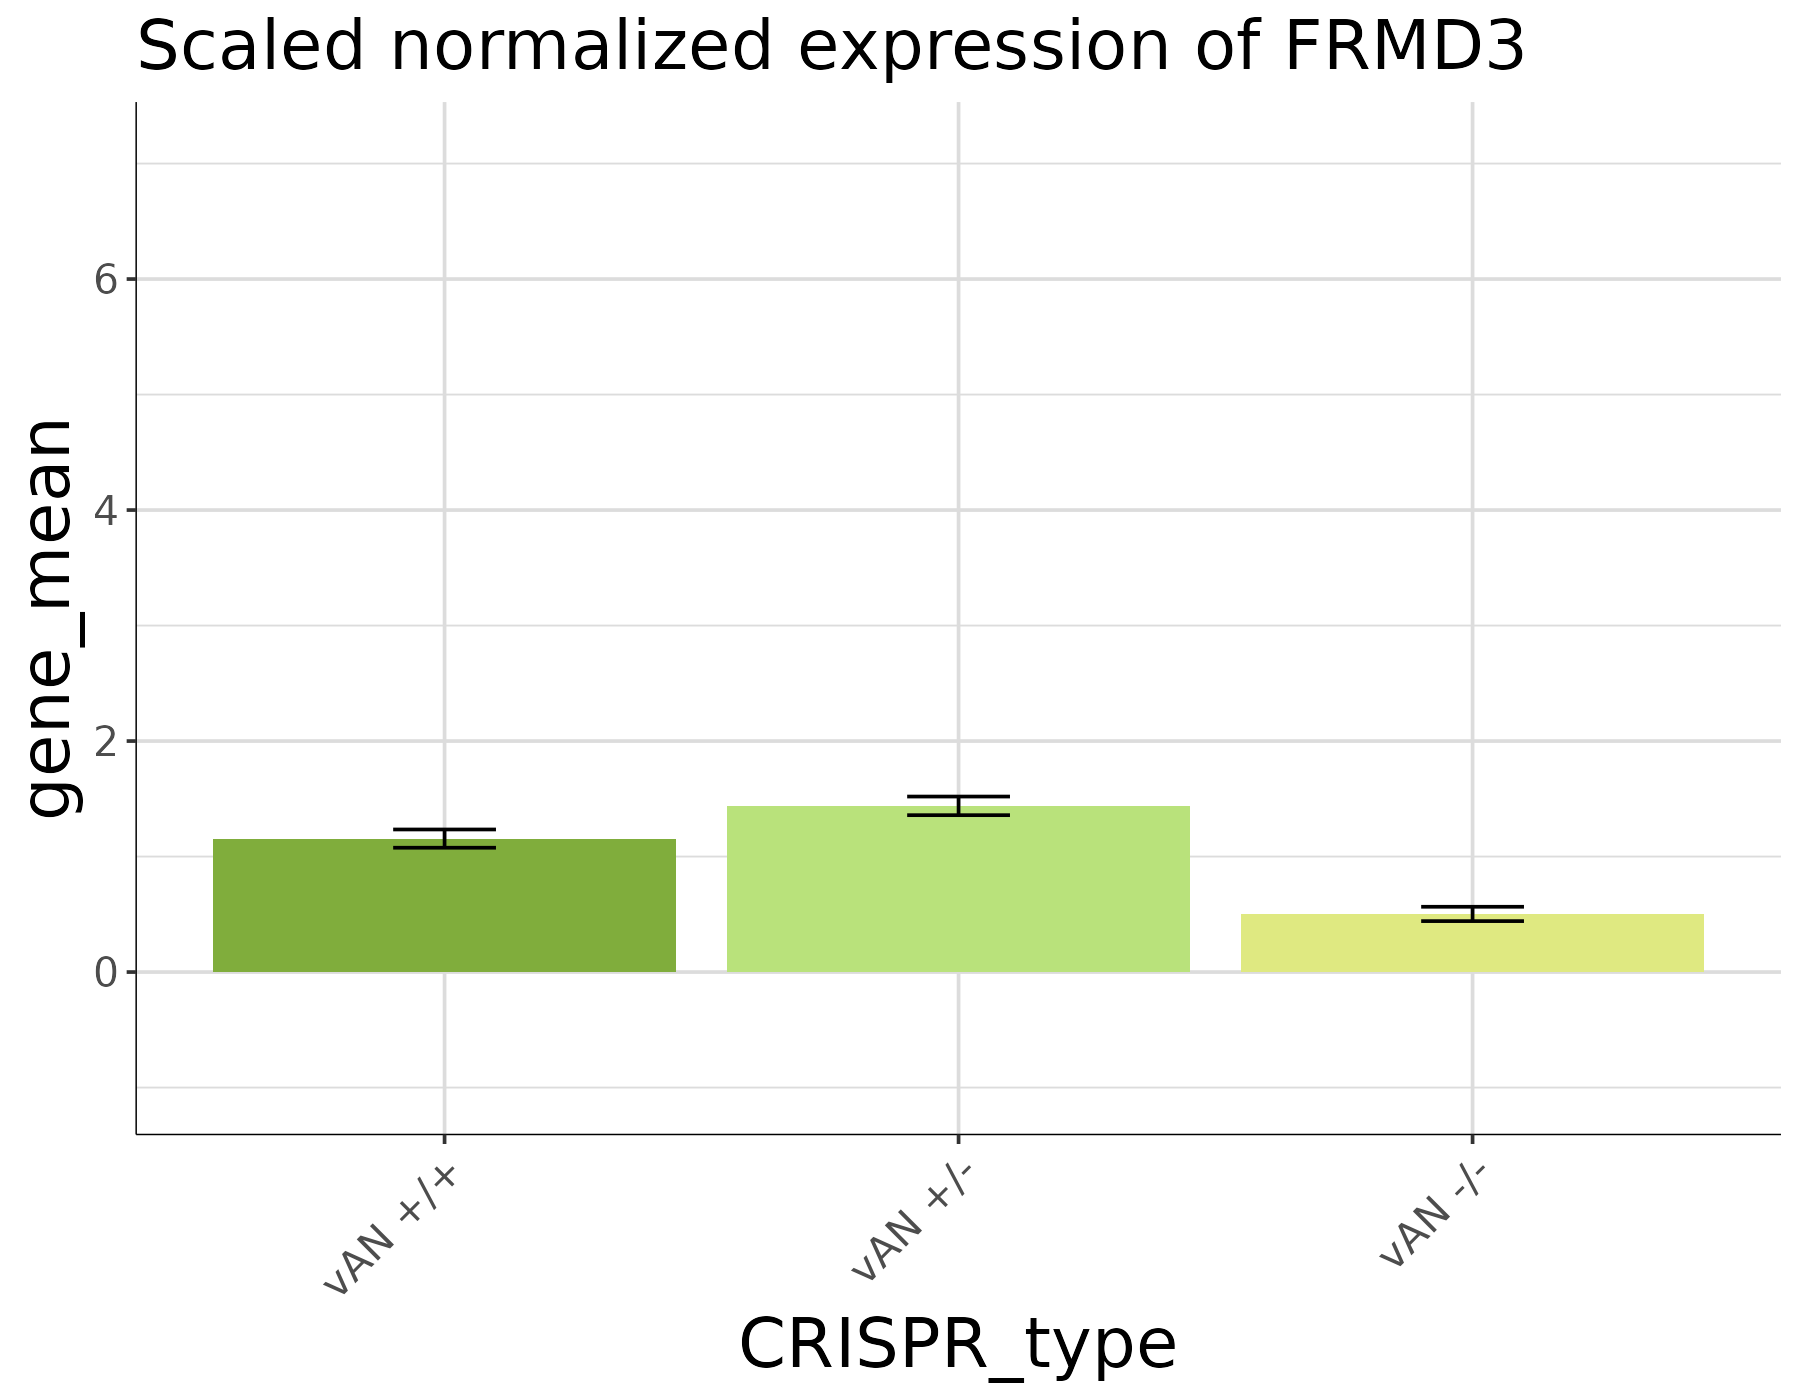 Scaled normalized expression of FRMD3
gene_mean
6
4
2
0
vAN +/+
vAN +/-
vAN -/-
CRISPR_type